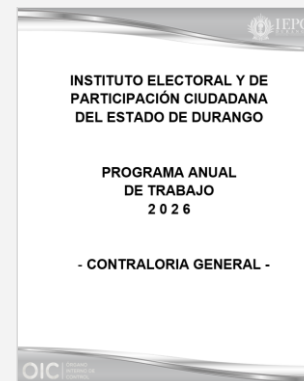 IEPC
INSTITUTO ELECTORAL Y DE
PARTICIPACIÓN CIUDADANA
DEL ESTADO DE DURANGO
PROGRAMA ANUAL
DE TRABAJO
2 0 2 6
- CONTRALORIA GENERAL -
OIC